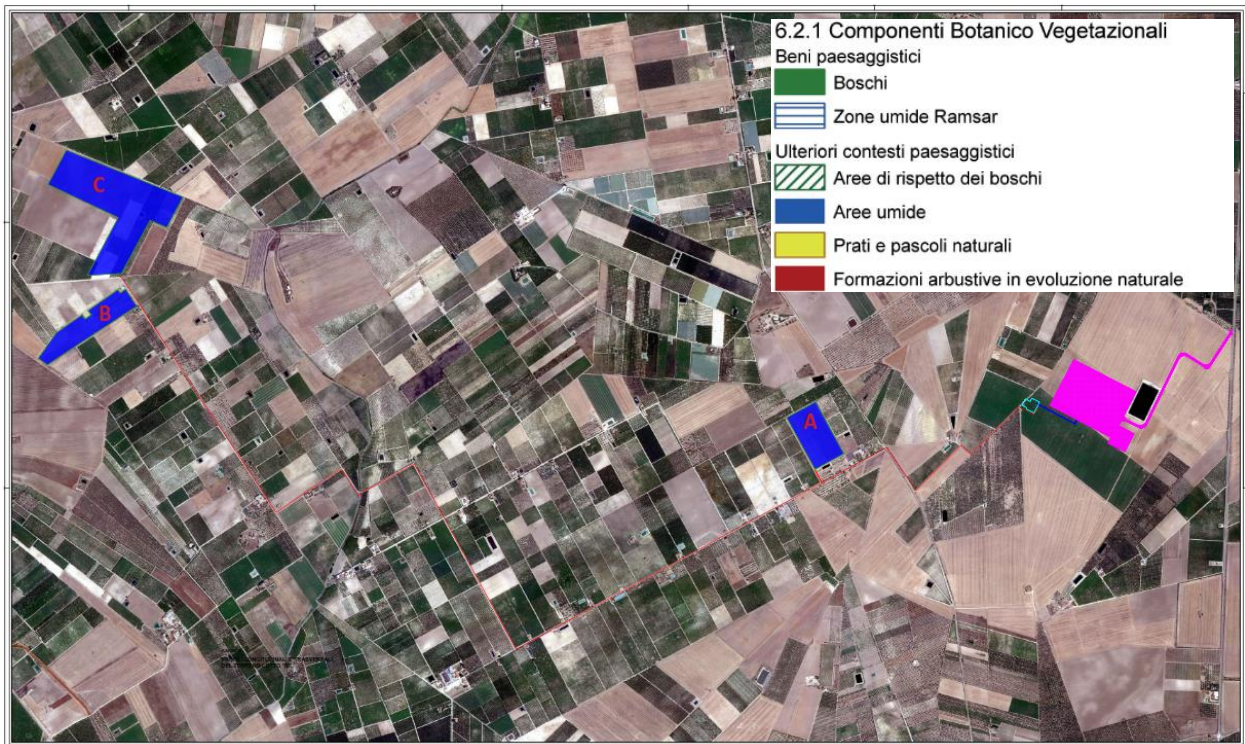 6.2.1 Componenti Botanico Vegetazionali
Beni paesaggistici
Boschi
Zone umide Ramsar
Ulteriori contesti paesaggistici
Aree di rispetto dei boschi
Aree umide
Prati e pascoli naturali
Formazioni arbustive in evoluzione naturale
C
B
A